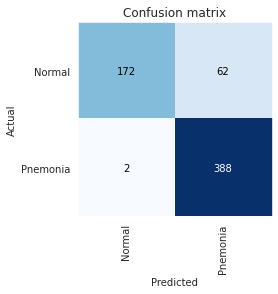 Confusion matrix
Actual
Normal
172
62
Pnemonia
2
388
Normal
Pnemonia
Predicted